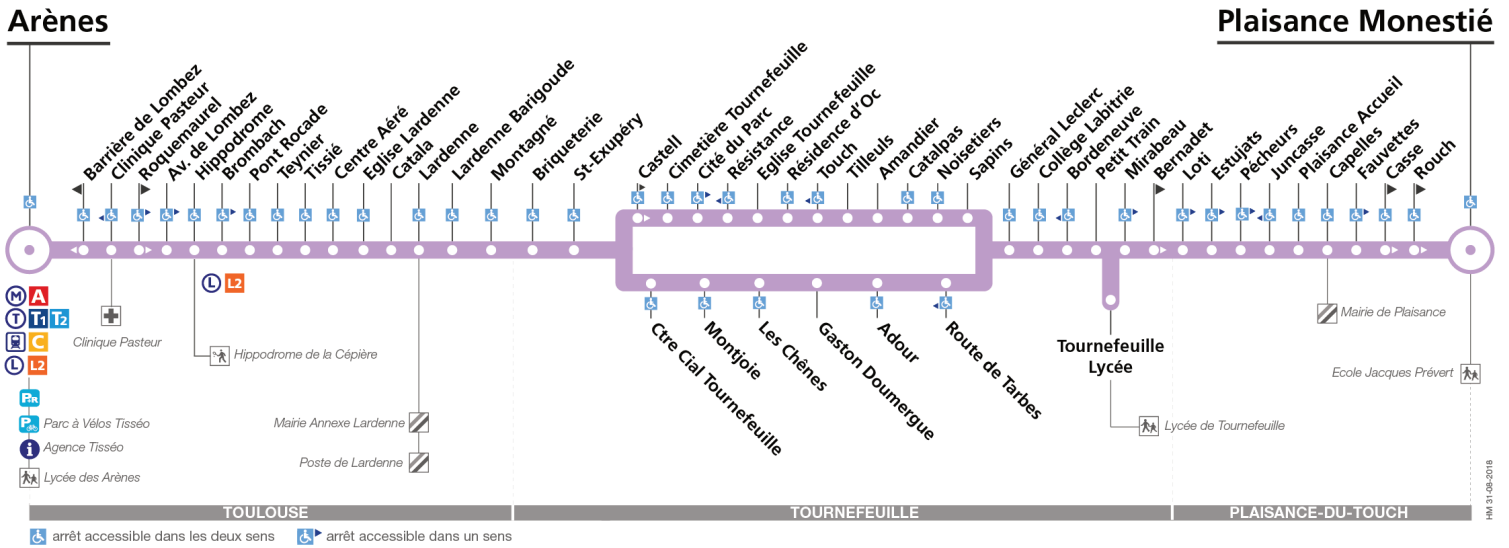 Arènes
Plaisance Monestié
Barrière de Lombez
Clinique Pasteur
Roquemaurel
Av. de Lombez
Hippodrome
Brombach
Pont Rocade
Teynier
Tissié
Centre Aéré
Eglise Lardenne
Catala
Lardenne
Lardenne Barigoude
Montagné
Briqueterie
St-Exupéry
Castell
Cimetière Tournefeuille
Cité du Parc
Résistance
Eglise Tournefeuille
Résidence d'Oc
Touch
Tilleuls
Amandier
Catalpas
Noisetiers
Sapins
Général Leclerc
Collège Labitrie
Bordeneuve
Petit Train
Mirabeau
Bernadet
Loti
Estujats
Pécheurs
Juncasse
Plaisance Accueil
Capelles
Fauvettes
Casse
Rouch
Ctre Cial Tournefeuille
Montjoie
Les Chênes
Gaston Doumergue
Adour
Route de Tarbes
Tournefeuille
Lycée
L L2
M A
T T1 T2
C
L L2
P+R
P
Parc à Vélos Tisséo
i Agence Tisséo
Lycée des Arènes
Clinique Pasteur
Hippodrome de la Cépière
Mairie Annexe Lardenne
Poste de Lardenne
Lycée de Tournefeuille
Mairie de Plaisance
Ecole Jacques Prévert
TOULOUSE
TOURNEFEUILLE
PLAISANCE-DU-TOUCH
arrêt accessible dans les deux sens
arrêt accessible dans un sens
HM 31-08-2018